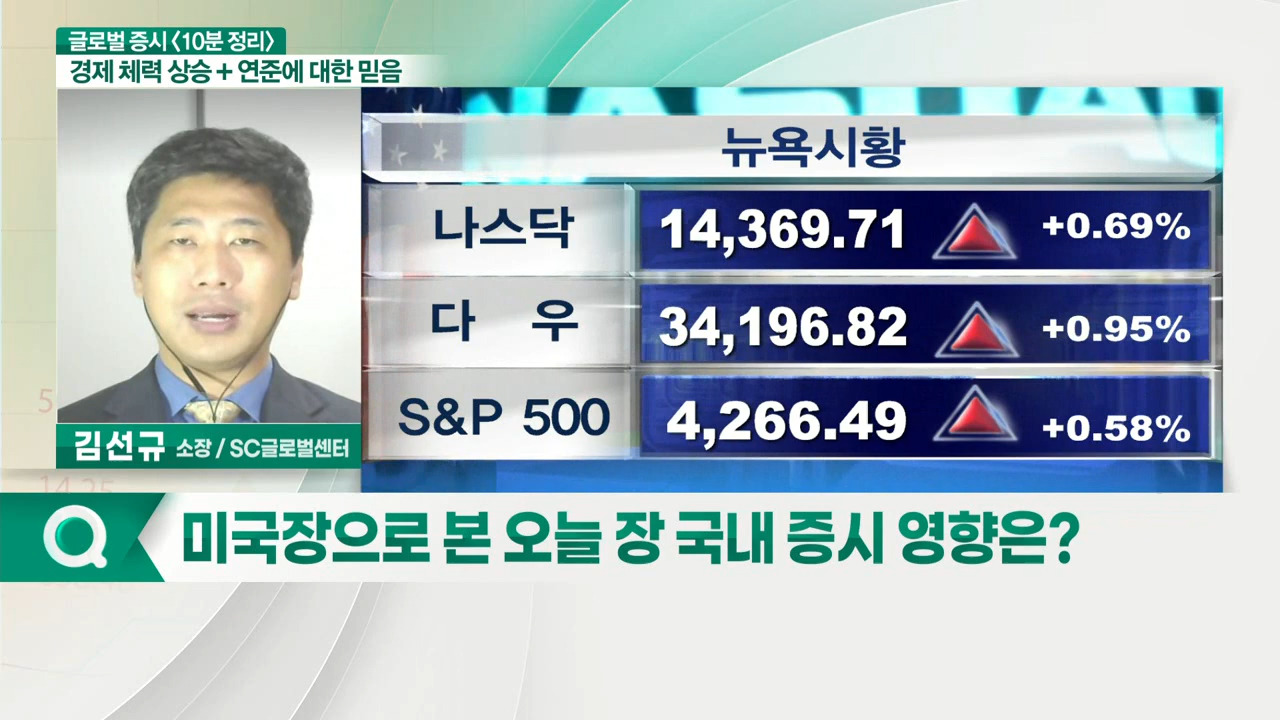 글로벌 증시 <10분 정리>
경제 체력 상승 + 연준에 대한 믿음
뉴욕시황
나스닥 14,369.71 +0.69%
다 우 34,196.82 +0.95%
S&P 500 4,266.49 +0.58%
김선규 소장 / SC글로벌센터
Q 미국장으로 본 오늘 장 국내 증시 영향은?